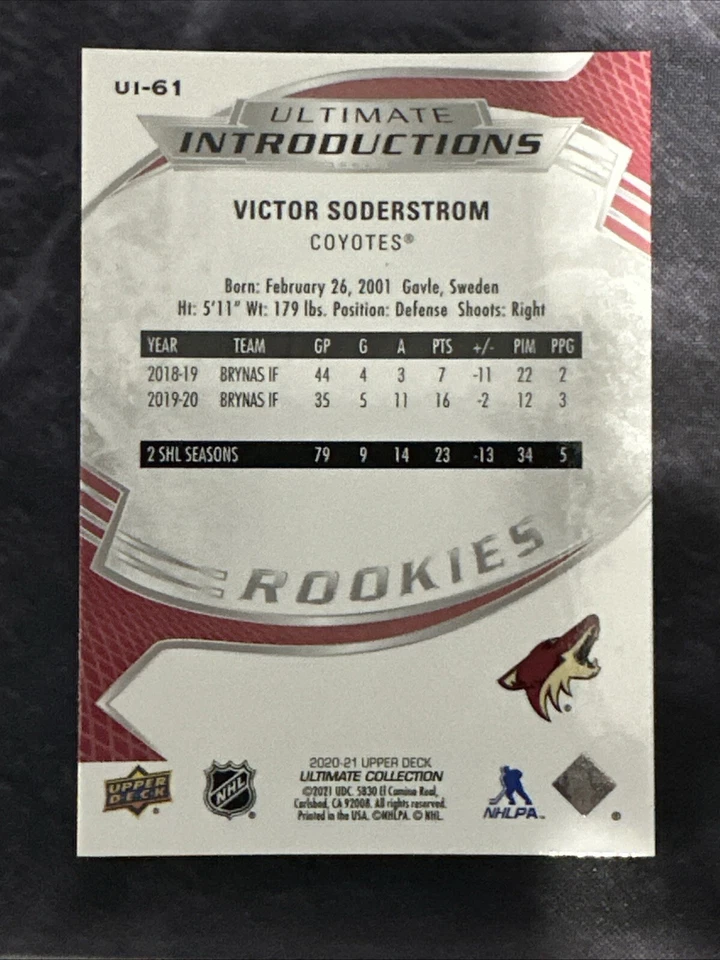 UI-61
ULTIMATE
INTRODUCTIONS
VICTOR SODERSTROM
COYOTES®
Born: February 26, 2001 Gavle, Sweden
Ht: 5'11" Wt: 179 lbs. Position: Defense Shoots: Right
YEAR TEAM GP G A PTS +/- PIM PPG
2018-19 BRYNAS IF 44 4 3 7 -11 22 2
2019-20 BRYNAS IF 35 5 11 16 -2 12 3
2 SHL SEASONS 79 9 14 23 -13 34 5
ROOKIES
UPPER
DECK
NHL
2020-21 UPPER DECK
ULTIMATE COLLECTION
©2021 UDC. 5830 El Camino Real,
Carlsbad, CA 92008. All rights reserved.
Printed in the USA. ©NHLPA. © NHL.
NHLPA